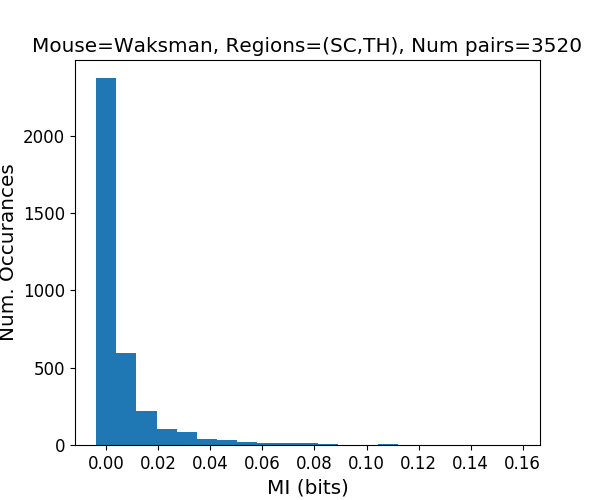 Mouse=Waksman, Regions=(SC,TH), Num pairs=3520
Num. Occurances
2000
1500
1000
500
0
0.00 0.02 0.04 0.06 0.08 0.10 0.12 0.14 0.16
MI (bits)